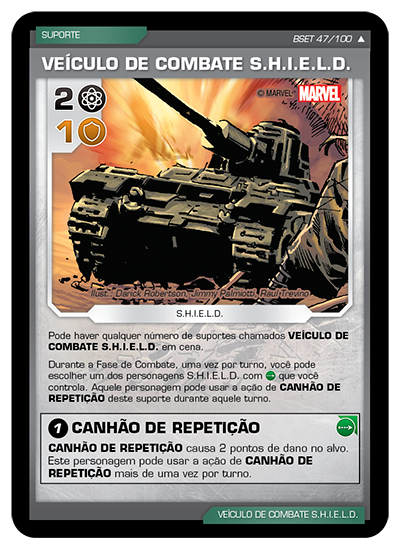 SUPORTE
BSET 47/100 ▲
VEÍCULO DE COMBATE S.H.I.E.L.D.
2
© MARVEL MARVEL
10
Ilust.: Darick Robertson, Jimmy Palmiotti, Raul Trevino
S.H.I.E.L.D.
Pode haver qualquer número de suportes chamados VEÍCULO DE
COMBATE S.H.I.E.L.D. em cena.
Durante a Fase de Combate, uma vez por turno, você pode
escolher um dos personagens S.H.I.E.L.D. com que você
controla. Aquele personagem pode usar a ação de CANHÃO DE
REPETIÇÃO deste suporte durante aquele turno.
1 CANHÃO DE REPETIÇÃO
CANHÃO DE REPETIÇÃO causa 2 pontos de dano no alvo.
Este personagem pode usar a ação de CANHÃO DE
REPETIÇÃO mais de uma vez por turno.
VEÍCULO DE COMBATE S.H.I.E.L.D.